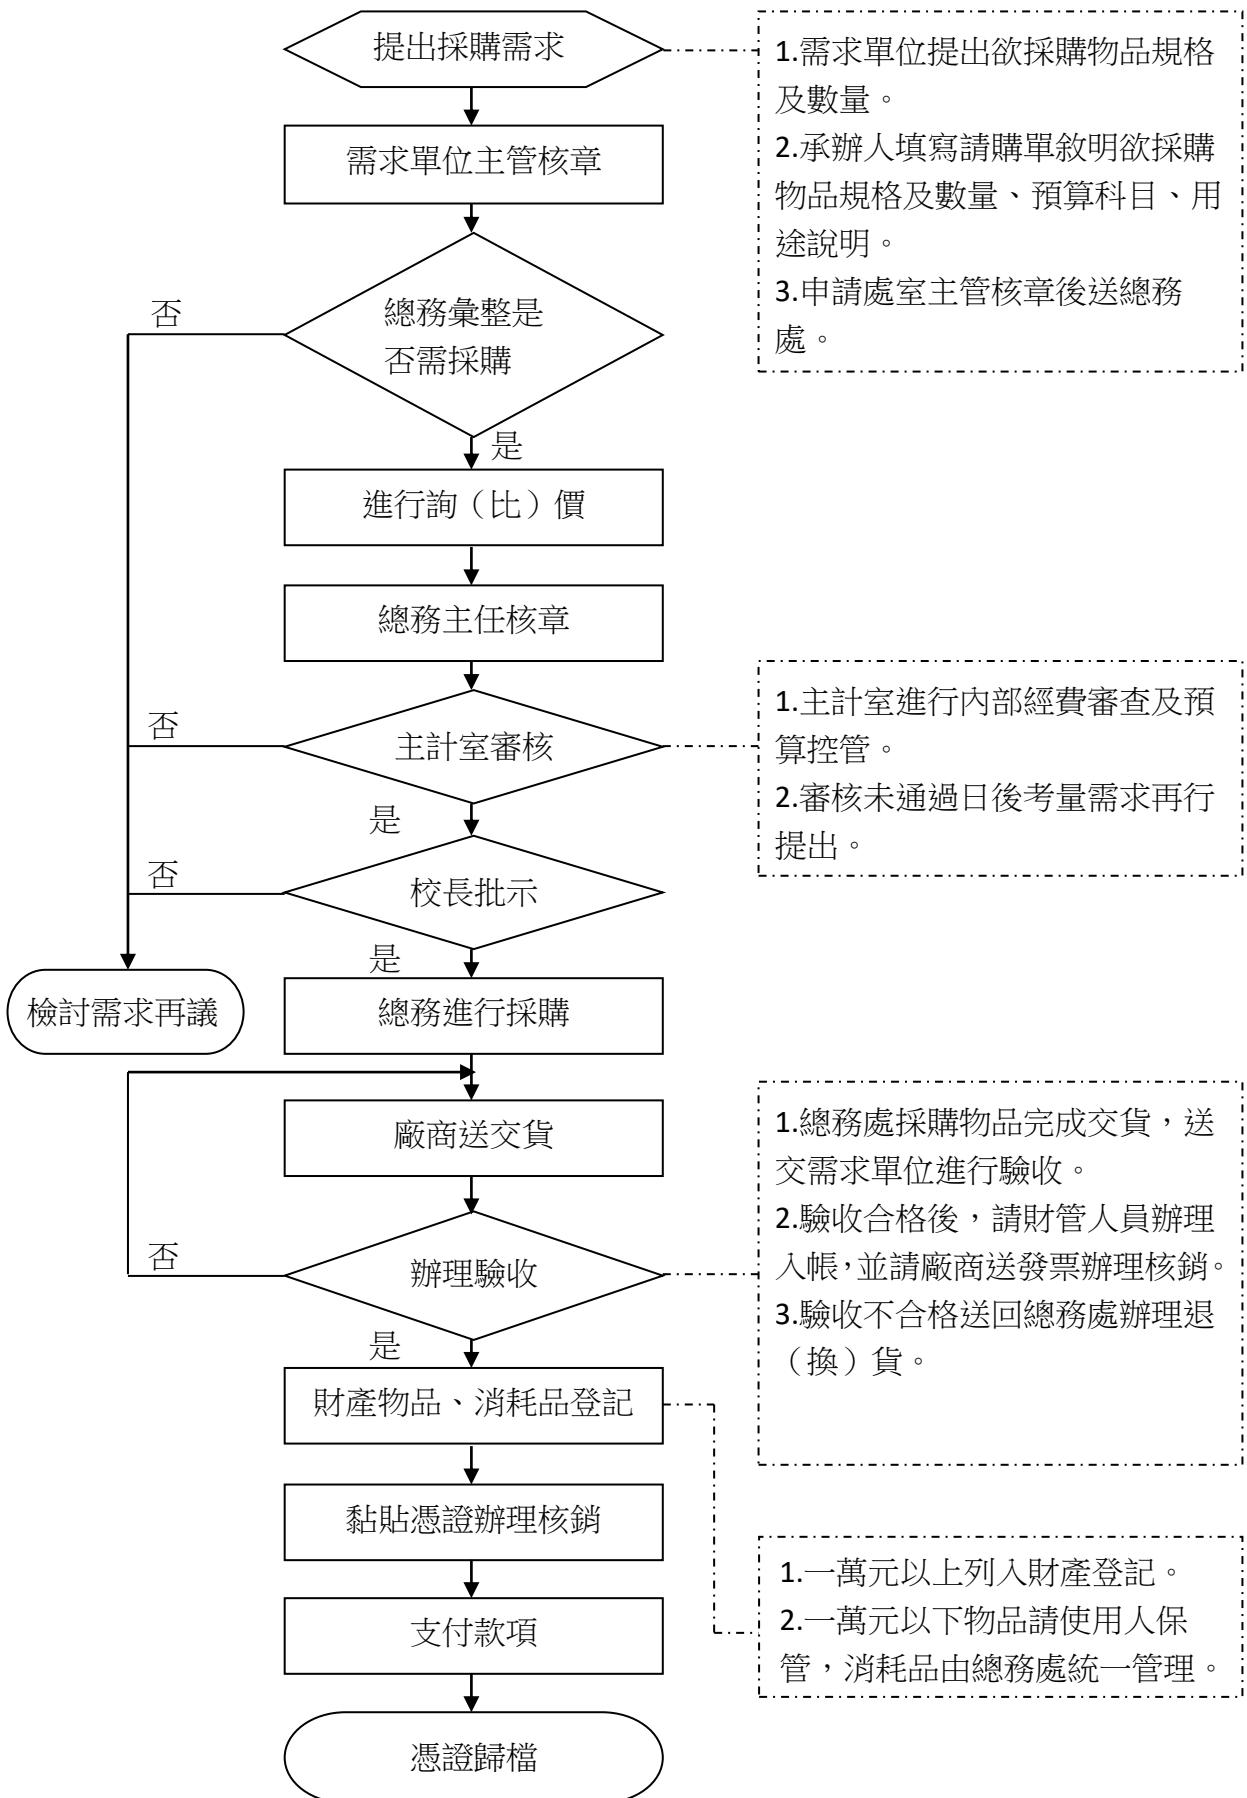 提出採購需求
1.需求單位提出欲採購物品規格
及數量。
2.承辦人填寫請購單敘明欲採購
物品規格及數量、預算科目、用
途說明。
3.申請處室主管核章後送總務
處。
需求單位主管核章
否
總務彙整是
否需採購
是
進行詢（比）價
總務主任核章
否
主計室審核
1.主計室進行內部經費審查及預
算控管。
2.審核未通過日後考量需求再行
提出。
是
否
校長批示
是
檢討需求再議
總務進行採購
廠商送交貨
1.總務處採購物品完成交貨，送
交需求單位進行驗收。
2.驗收合格後，請財管人員辦理
入帳，並請廠商送發票辦理核銷。
3.驗收不合格送回總務處辦理退
（換）貨。
否
辦理驗收
是
財產物品、消耗品登記
黏貼憑證辦理核銷
1.一萬元以上列入財產登記。
2.一萬元以下物品請使用人保
管，消耗品由總務處統一管理。
支付款項
憑證歸檔